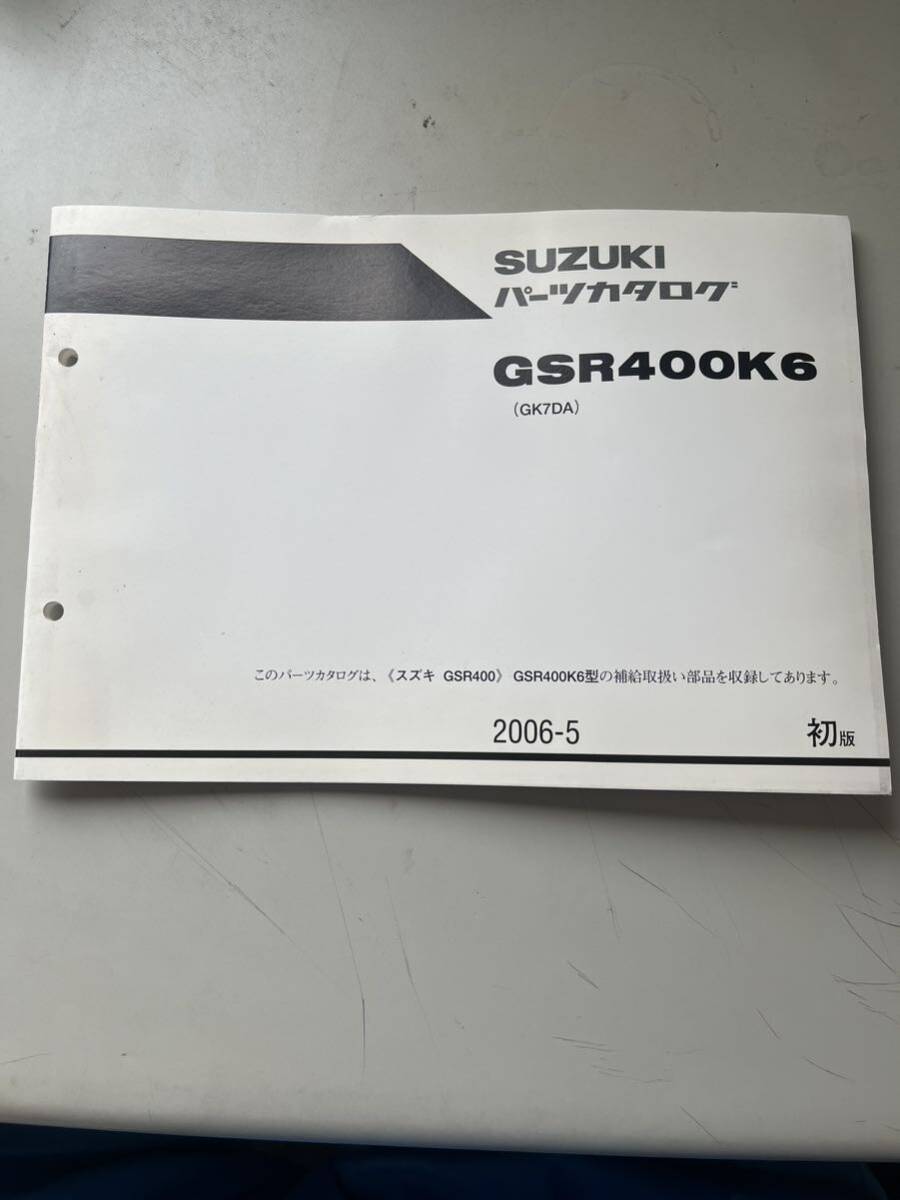 SUZUKI
パーツカタログ
GSR400K6
（GK7DA）
このパーツカタログは、《スズキ GSR400》 GSR400K6型の補給取扱い部品を収録してあります。
2006-5 初版